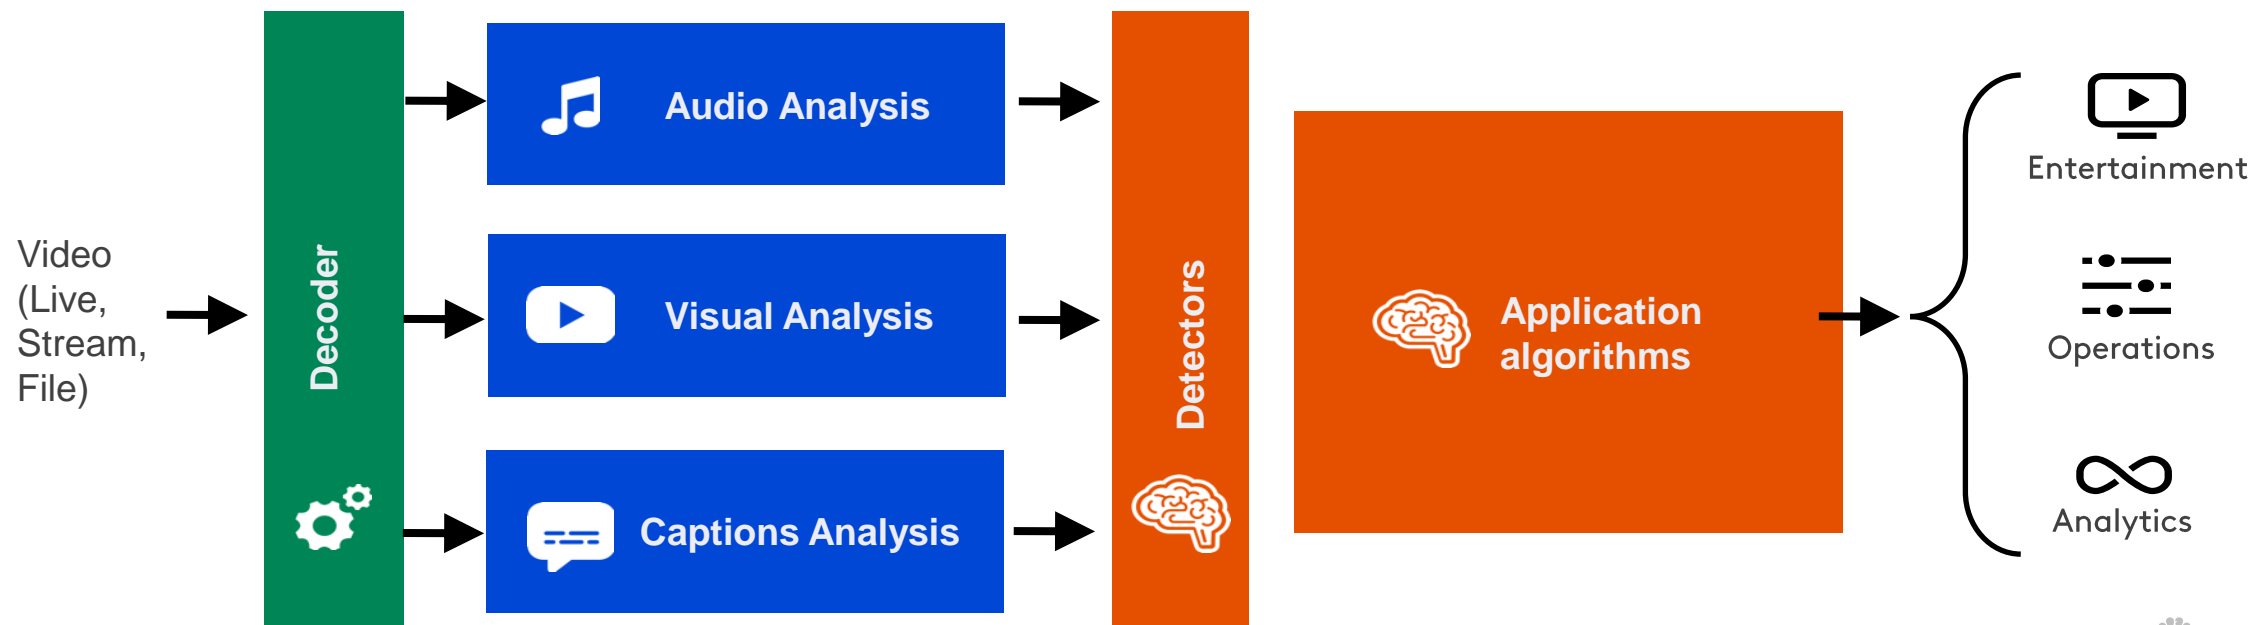 Video
(Live,
Stream,
File)
Decoder
Audio Analysis
Visual Analysis
Captions Analysis
Detectors
Application
algorithms
Entertainment
Operations
Analytics